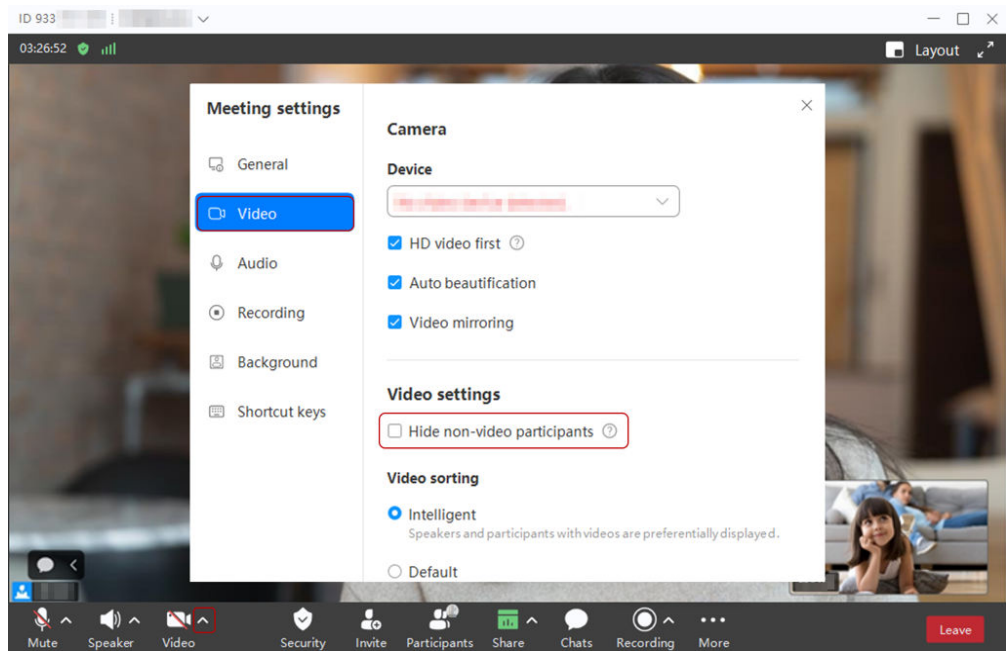 ID 933
03:26:52
Layout
Meeting settings
General
Video
Audio
Recording
Background
Shortcut keys
Camera
Device
HD video first
Auto beautification
Video mirroring
Video settings
Hide non-video participants
Video sorting
Intelligent
Speakers and participants with videos are preferentially displayed.
Default
Mute
Speaker
Video
Security
Invite
Participants
Share
Chats
Recording
More
Leave